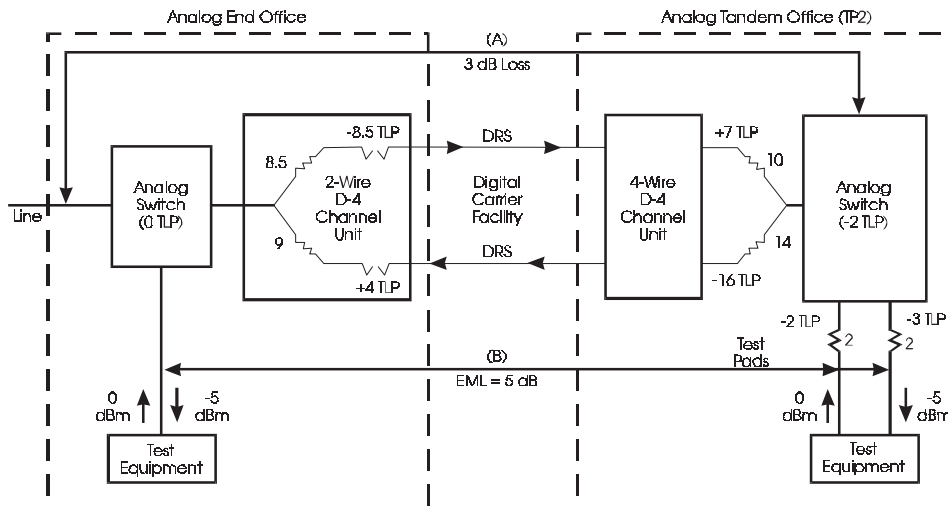 Analog End Office
Analog Tandem Office (TP2)
(A)
3 dB Loss
-8.5 TLP
DRS
+7 TLP
8.5
10
Analog
Switch
(0 TLP)
2-Wire
D-4
Channel
Unit
Digital
Carrier
Facility
4-Wire
D-4
Channel
Unit
Analog
Switch
(-2 TLP)
Line
9
14
DRS
+4 TLP
-16 TLP
-2 TLP
-3 TLP
2
2
Test
Pads
(B)
EML = 5 dB
0
dBm
-5
dBm
0
dBm
-5
dBm
Test
Equipment
Test
Equipment